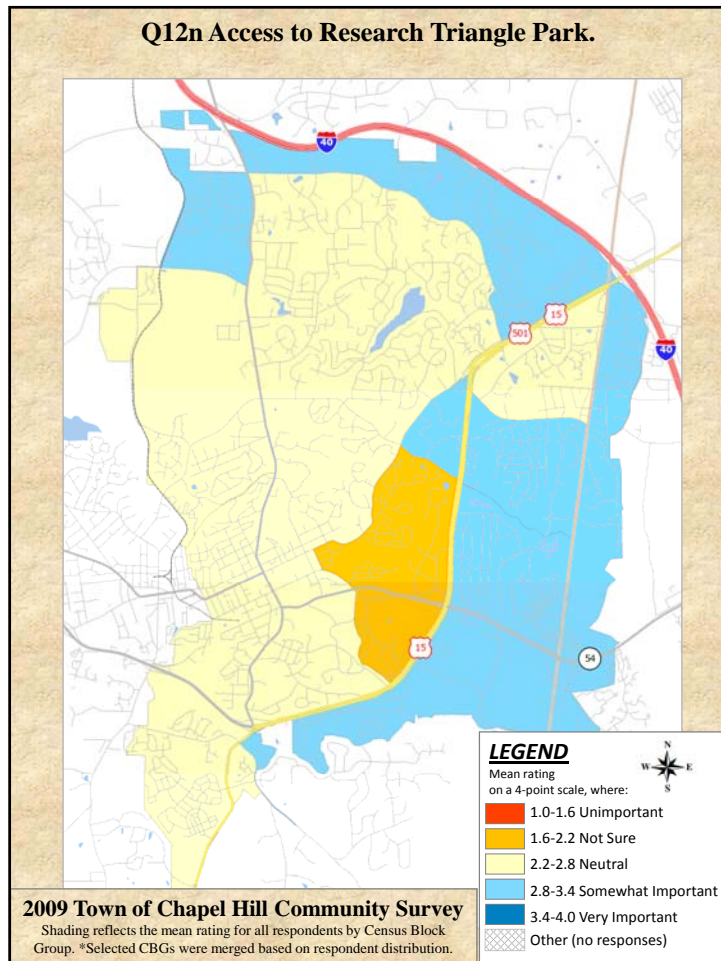 Q12n Access to Research Triangle Park.
40
15
501
40
15
54
LEGEND
Mean rating
on a 4-point scale, where:
N
W E
S
1.0-1.6 Unimportant
1.6-2.2 Not Sure
2.2-2.8 Neutral
2.8-3.4 Somewhat Important
3.4-4.0 Very Important
Other (no responses)
2009 Town of Chapel Hill Community Survey
Shading reflects the mean rating for all respondents by Census Block
Group. *Selected CBGs were merged based on respondent distribution.